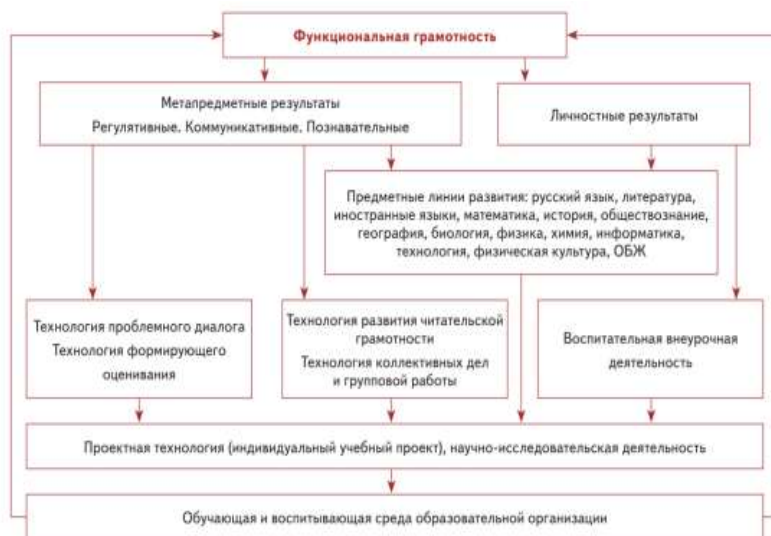 Функциональная грамотность
Метапредметные результаты
Регулятивные. Коммуникативные. Познавательные
Личностные результаты
Предметные линии развития: русский язык, литература,
иностранные языки, математика, история, обществознание,
география, биология, физика, химия, информатика,
технология, физическая культура, ОБЖ
Технология проблемного диалога
Технология формирующего
оценивания
Технология развития читательской
грамотности
Технология коллективных дел
и групповой работы
Воспитательная внеурочная
деятельность
Проектная технология (индивидуальный учебный проект), научно-исследовательская деятельность
Обучающая и воспитывающая среда образовательной организации